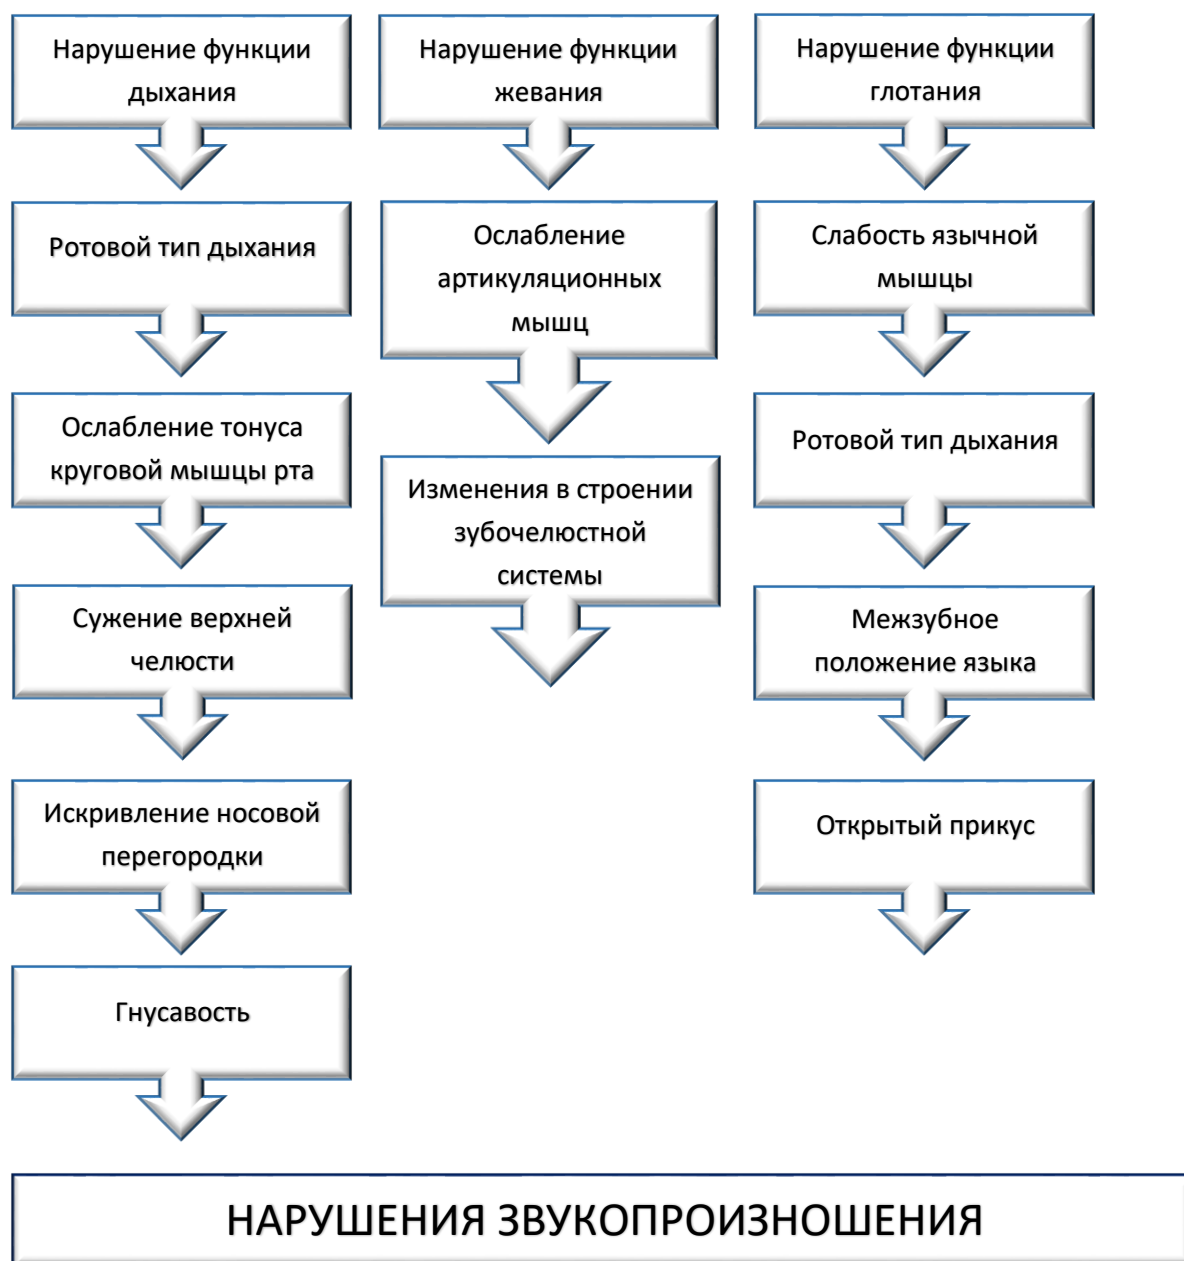 Нарушение функции
дыхания
Ротовой тип дыхания
Ослабление тонуса
круговой мышцы рта
Сужение верхней
челюсти
Искривление носовой
перегородки
Гнусавость
Нарушение функции
жевания
Ослабление
артикуляционных
мышц
Изменения в строении
зубочелюстной
системы
Нарушение функции
глотания
Слабость язычной
мышцы
Ротовой тип дыхания
Межзубное
положение языка
Открытый прикус
НАРУШЕНИЯ ЗВУКОПРОИЗНОШЕНИЯ